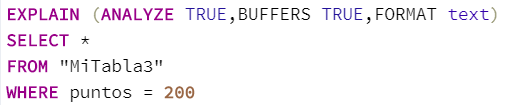 EXPLAIN (ANALYZE TRUE,BUFFERS TRUE,FORMAT text)
SELECT *
FROM "MiTabla3"
WHERE puntos = 200